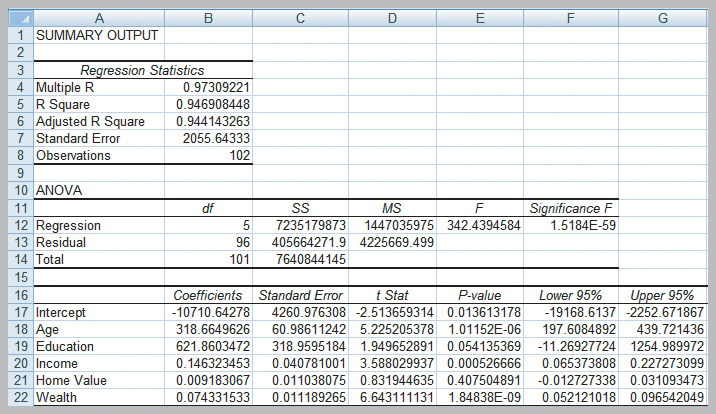 A B C D E F G
1 SUMMARY OUTPUT
2
3 Regression Statistics
4 Multiple R 0.97309221
5 R Square 0.946908448
6 Adjusted R Square 0.944143263
7 Standard Error 2055.64333
8 Observations 102
9
10 ANOVA
11 df SS MS F Significance F
12 Regression 5 7235179873 1447035975 342.4394584 1.5184E-59
13 Residual 96 405664271.9 4225669.499
14 Total 101 7640844145
15
16 Coefficients Standard Error t Stat P-value Lower 95% Upper 95%
17 Intercept -10710.64278 4260.976308 -2.513659314 0.013613178 -19168.6137 -2252.671867
18 Age 318.6649626 60.98611242 5.225205378 1.01152E-06 197.6084892 439.721436
19 Education 621.8603472 318.9595184 1.949652891 0.054135369 -11.26927724 1254.989972
20 Income 0.146323453 0.040781001 3.588029937 0.000526666 0.065373808 0.227273099
21 Home Value 0.009183067 0.011038075 0.831944635 0.407504891 -0.012727338 0.031093473
22 Wealth 0.074331533 0.011189265 6.643111131 1.84838E-09 0.052121018 0.096542049